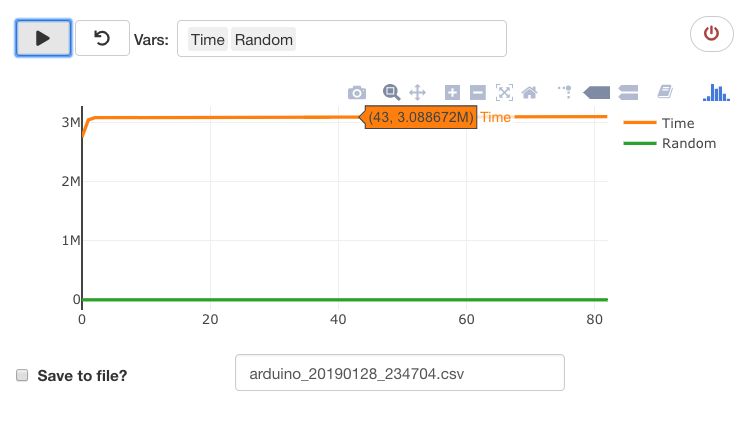 Vars: Time Random
(43, 3.088672M) Time
3M
2M
1M
0
0 20 40 60 80
Time
Random
Save to file? arduino_20190128_234704.csv